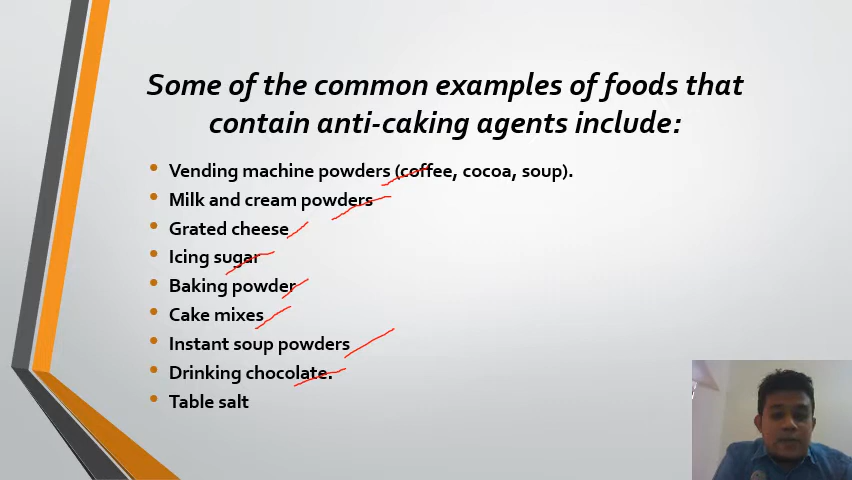 Some of the common examples of foods that
contain anti-caking agents include:
• Vending machine powders (coffee, cocoa, soup).
• Milk and cream powders
• Grated cheese
• Icing sugar
• Baking powder
• Cake mixes
• Instant soup powders
• Drinking chocolate.
• Table salt